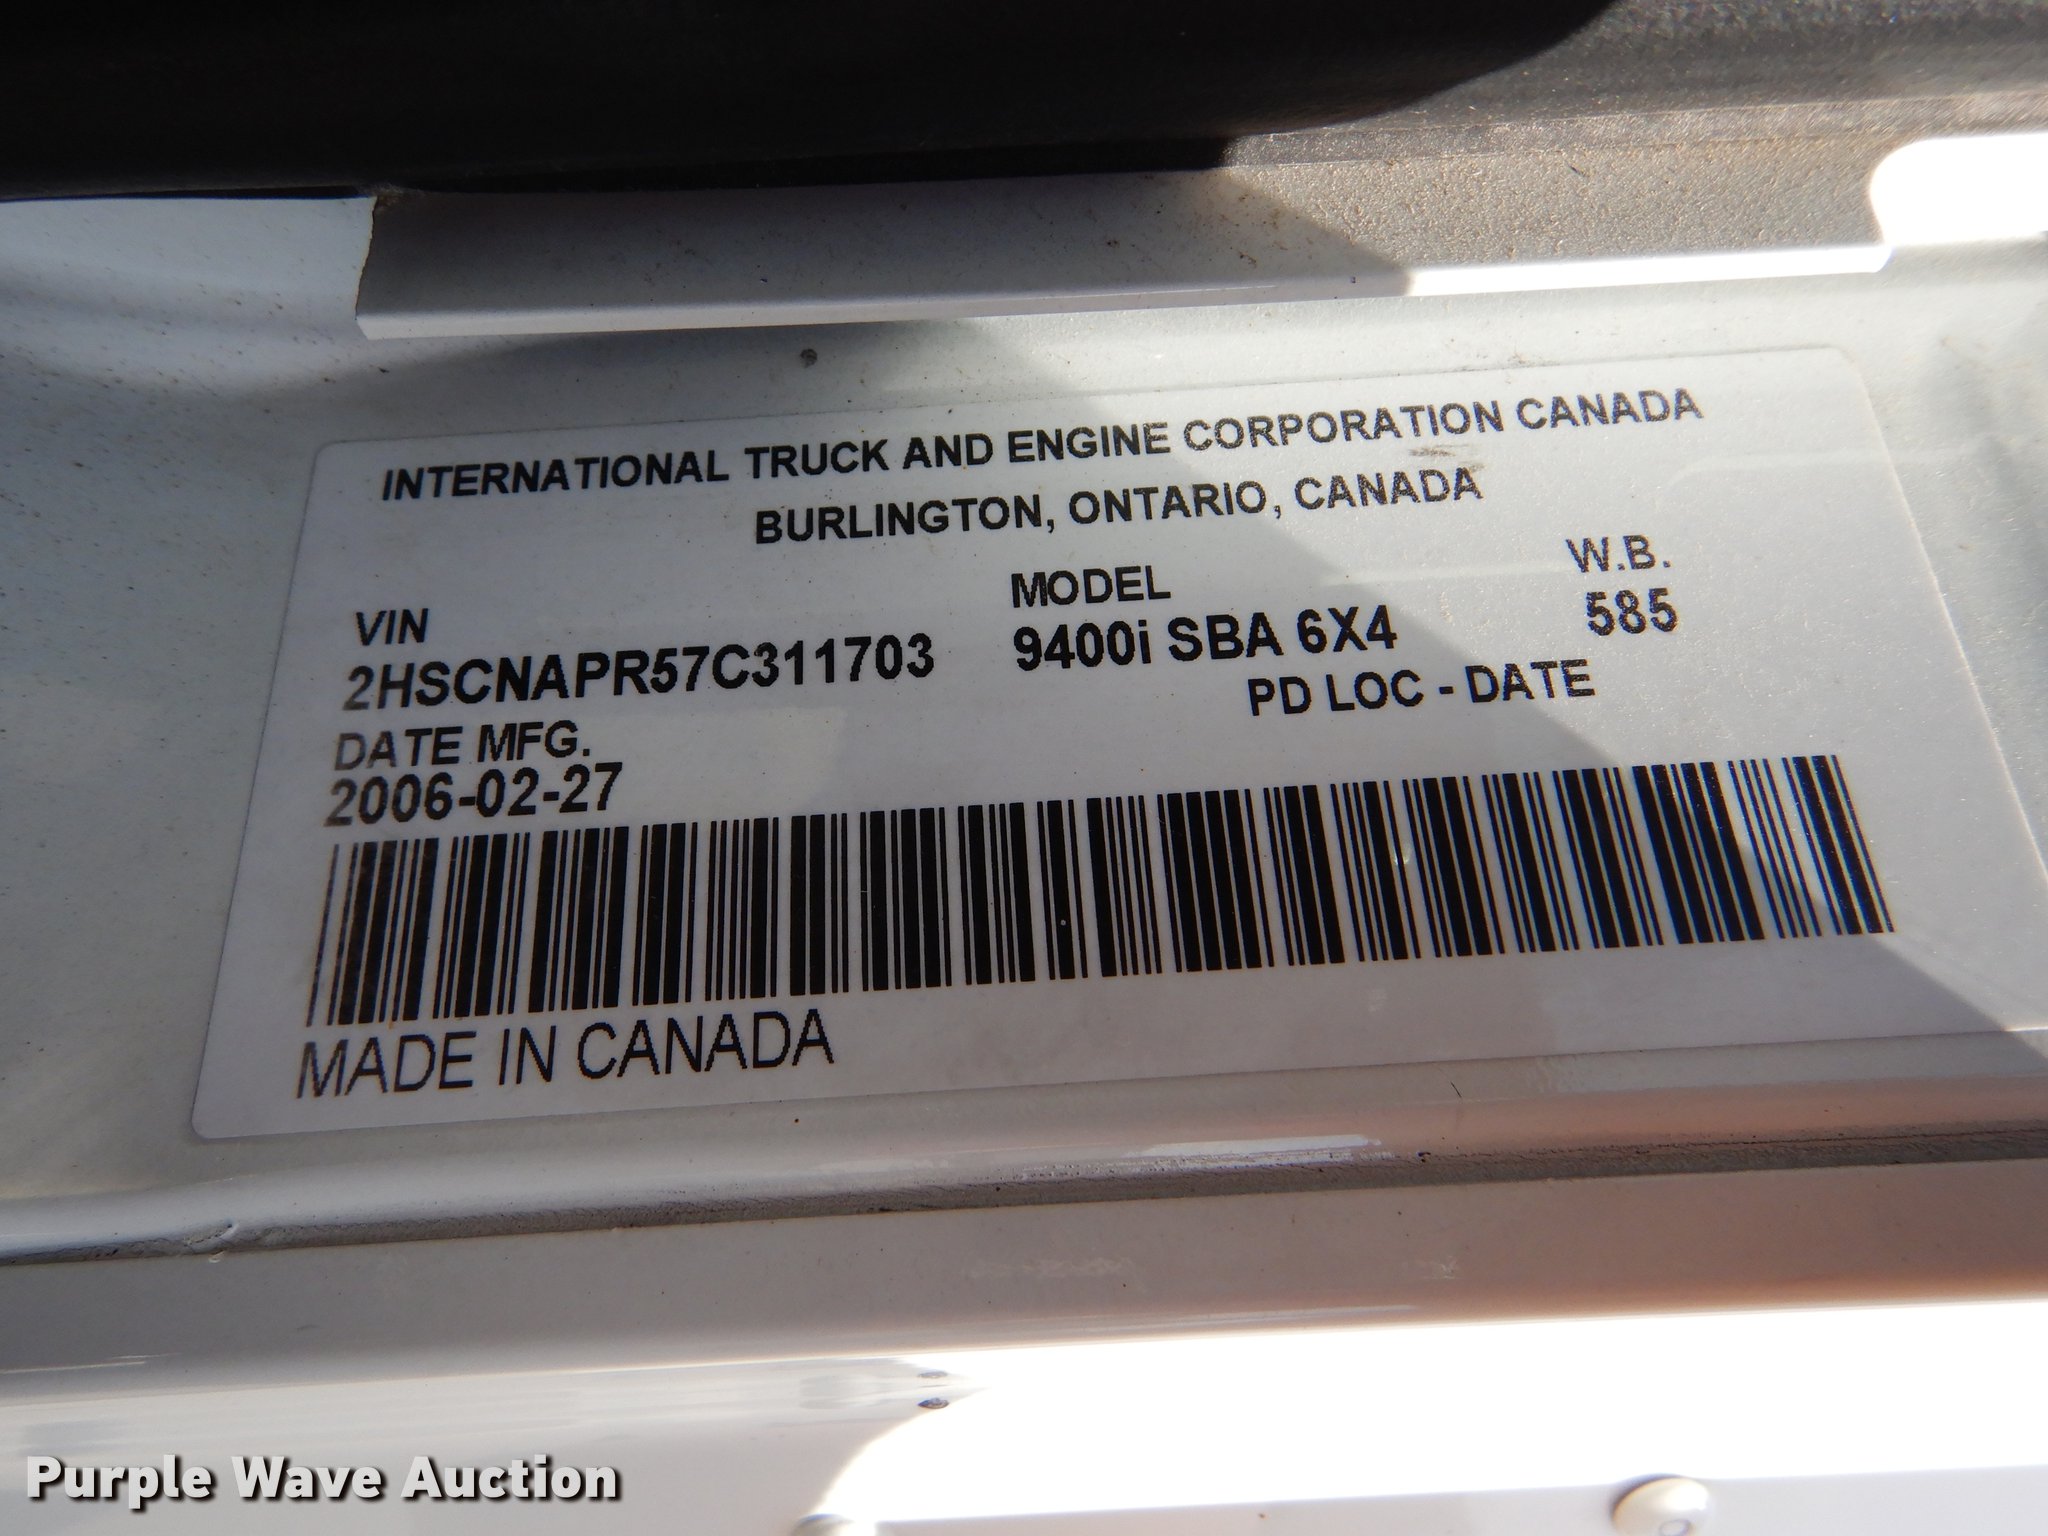 INTERNATIONAL TRUCK AND ENGINE CORPORATION CANADA
BURLINGTON, ONTARIO, CANADA
VIN MODEL W.B.
2HSCNAPR57C311703 9400i SBA 6X4 585
DATE MFG. PD LOC - DATE
2006-02-27
MADE IN CANADA
Purple Wave Auction